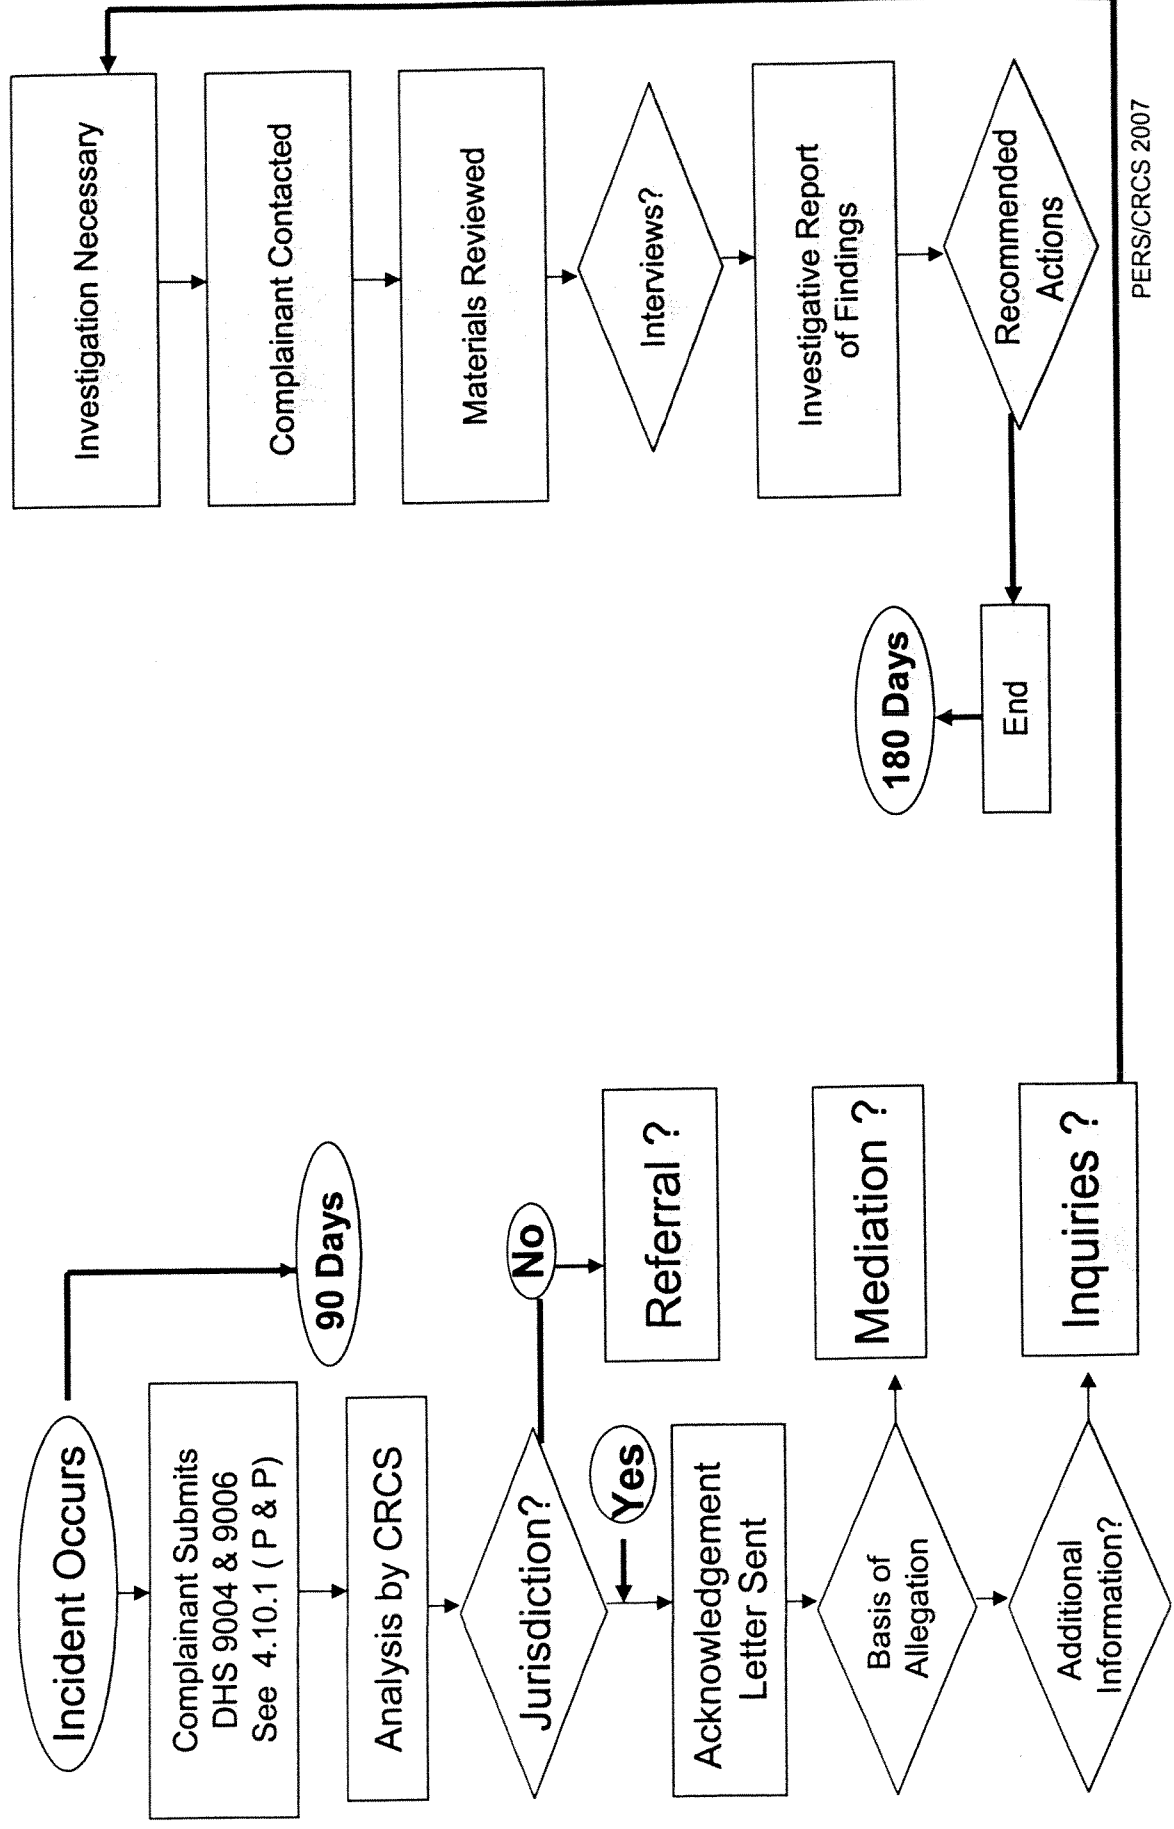 Incident Occurs
90 Days
Complainant Submits
DHS 9004 & 9006
See 4.10.1 ( P & P)
Analysis by CRCS
Jurisdiction?
No
Referral ?
Yes
Acknowledgement
Letter Sent
Basis of
Allegation
Mediation ?
Additional
Information?
Inquiries ?
Investigation Necessary
Complainant Contacted
Materials Reviewed
Interviews?
Investigative Report
of Findings
Recommended
Actions
End
180 Days
PERS/CRCS 2007